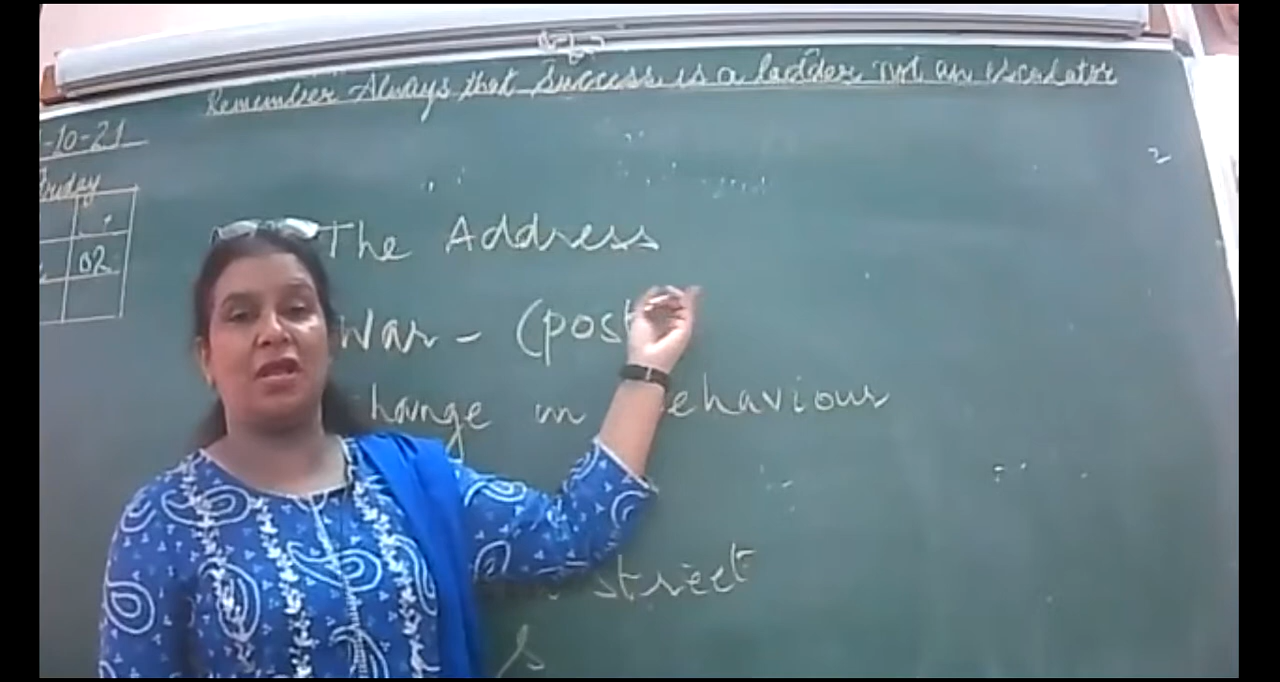 Remember Always that Success is a ladder not an escalator
-10-21
Friday
02
The Address
War - (post
hange in ehaviour
street